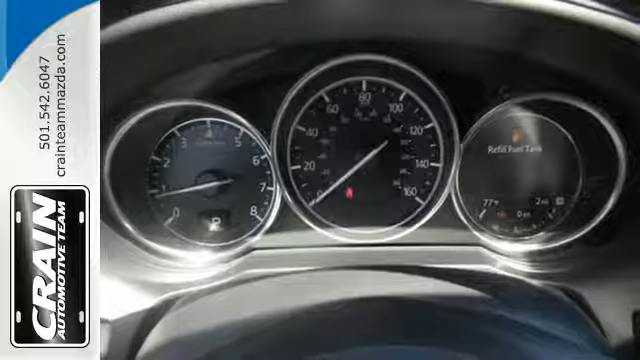 501.542.6047
crainteammazda.com
CRAIN
AUTOMOTIVE TEAM
0 1 2 3 4 5 6 7 8
P
0 20 40 60 80 100 120 140 160
Refill Fuel Tank
77°F